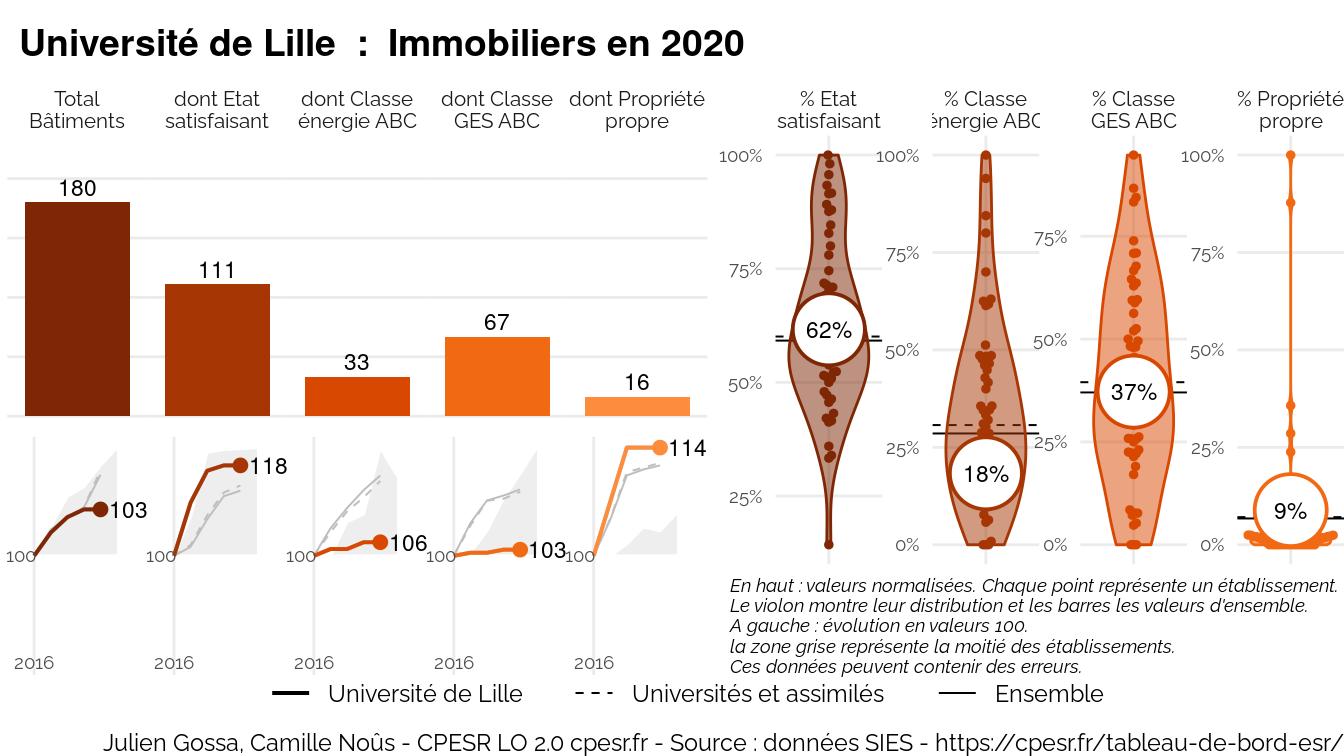 Université de Lille : Immobiliers en 2020
Total
Bâtiments
dont Etat
satisfaisant
dont Classe
énergie ABC
dont Classe
GES ABC
dont Propriété
propre
180
111
33
67
16
100
103
2016
100
118
2016
100
106
2016
100
103
2016
100
114
2016
% Etat
satisfaisant
100%
75%
50%
25%
62%
% Classe
énergie ABC
100%
75%
50%
25%
0%
18%
% Classe
GES ABC
75%
50%
25%
0%
37%
% Propriété
propre
100%
75%
50%
25%
0%
9%
En haut : valeurs normalisées. Chaque point représente un établissement.
Le violon montre leur distribution et les barres les valeurs d'ensemble.
A gauche : évolution en valeurs 100.
la zone grise représente la moitié des établissements.
Ces données peuvent contenir des erreurs.
Université de Lille
Universités et assimilés
Ensemble
Julien Gossa, Camille Noûs - CPESR LO 2.0 cpesr.fr - Source : données SIES - https://cpesr.fr/tableau-de-bord-esr/